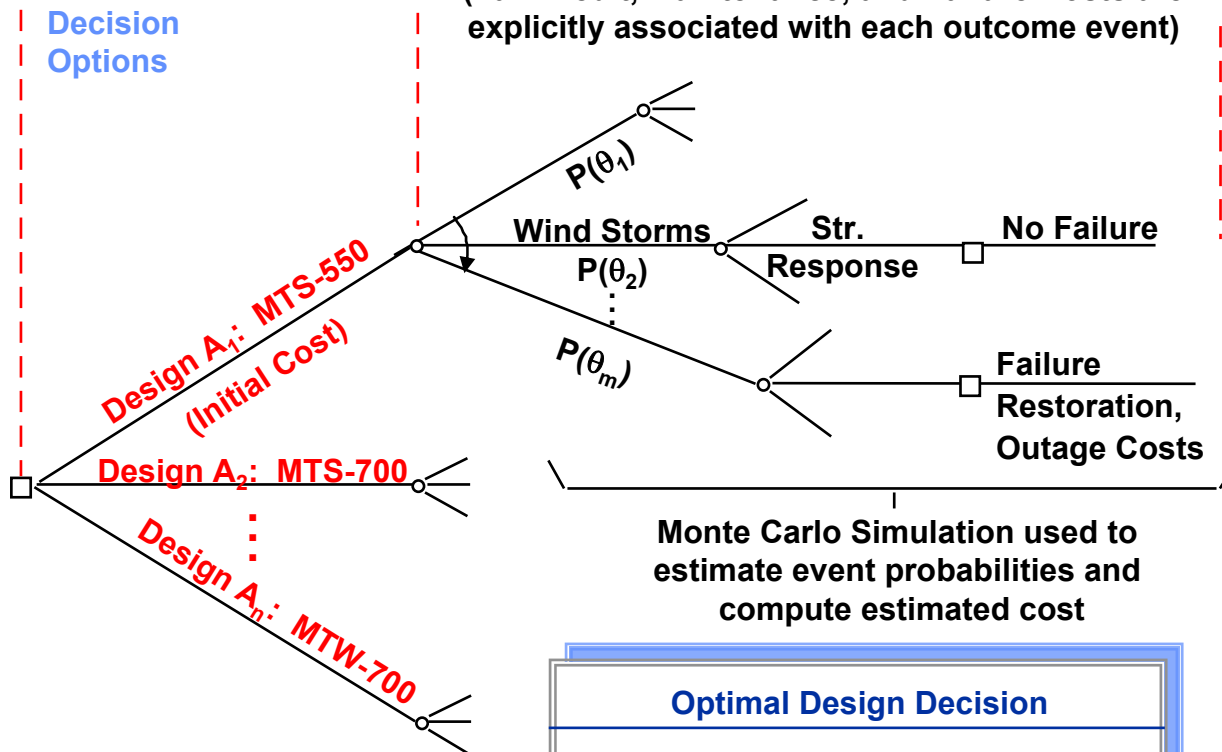 Decision
Options
explicitly associated with each outcome event)
P(θ₁)
Wind Storms
P(θ₂)
⋮
P(θₘ)
Str.
Response
No Failure
Failure
Restoration,
Outage Costs
Design A₁: MTS-550
(Initial Cost)
Design A₂: MTS-700
⋮
Design Aₙ: MTW-700
Monte Carlo Simulation used to
estimate event probabilities and
compute estimated cost
Optimal Design Decision